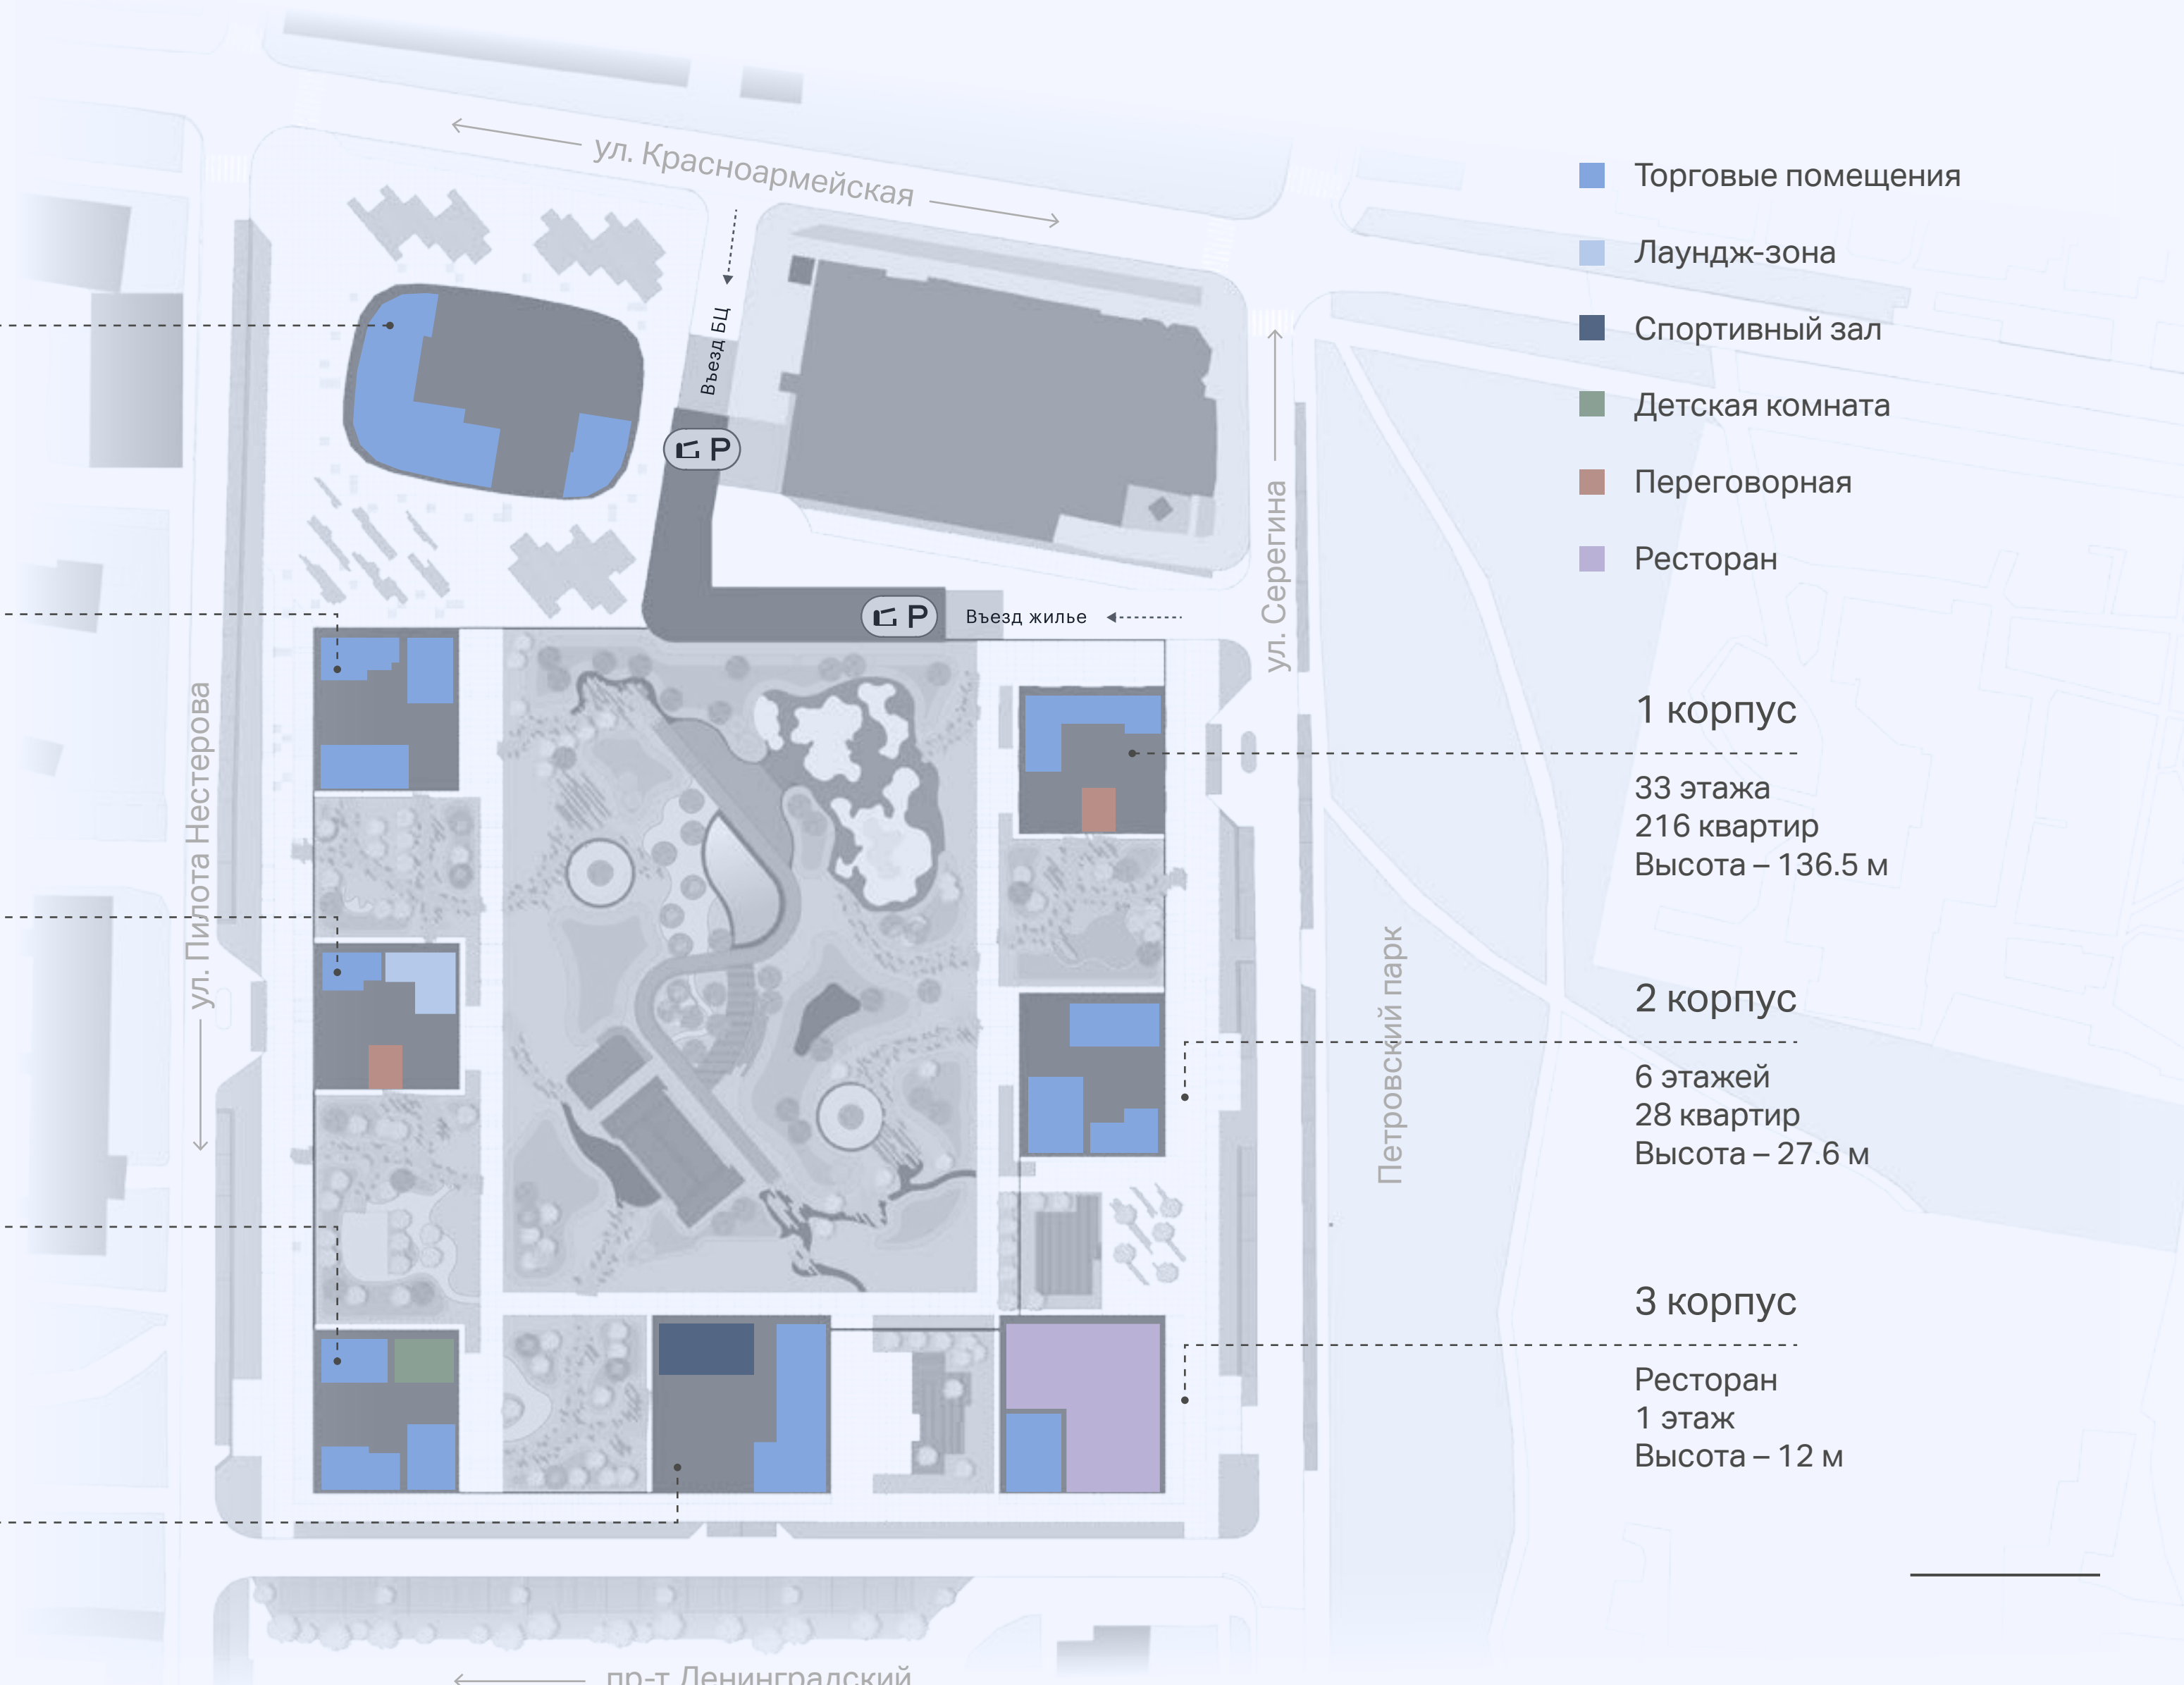 ул. Красноармейская
Въезд БЦ
P
P
Въезд жилье
ул. Серегина
ул. Пилота Нестерова
Петровский парк
пр-т Ленинградский
Торговые помещения
Лаундж-зона
Спортивный зал
Детская комната
Переговорная
Ресторан
1 корпус
33 этажа
216 квартир
Высота – 136.5 м
2 корпус
6 этажей
28 квартир
Высота – 27.6 м
3 корпус
Ресторан
1 этаж
Высота – 12 м